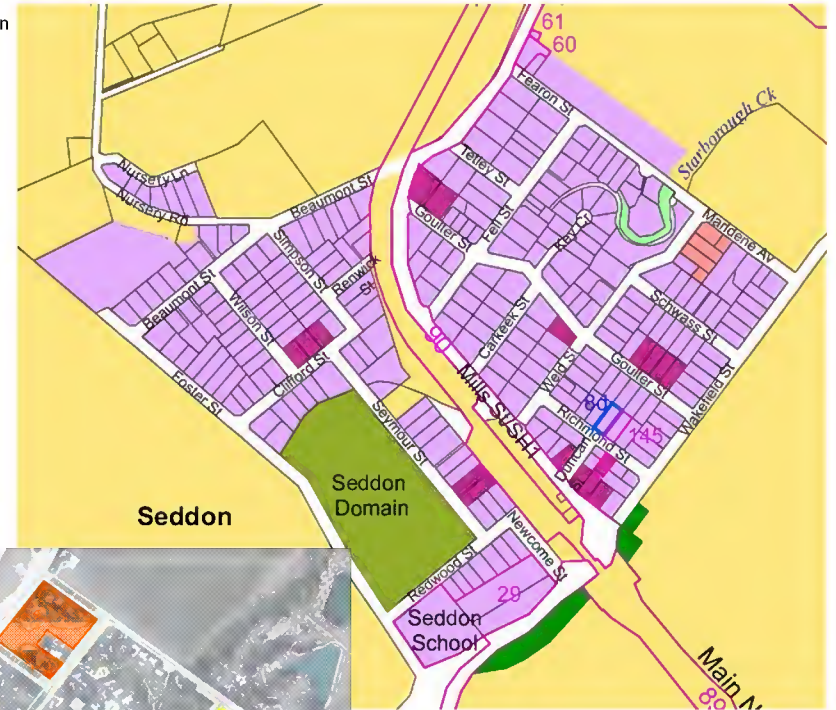 n
61
60
Fearon St
Starborough Ck
Tetley St
Nursery Ln
Nursery Rd
Beaumont St
Goulter St
Fell St
Key Cr
Marldene Av
Simpson St
Renwick
St
Beaumont St
Wilson St
Carkeek St
Schwass St
90
Mills St/SH1
Weld St
Goulter St
Clifford St
Foster St
Seymour St
80
Richmond St
145
Wakefield St
Duncan
St
Seddon
Domain
Seddon
Newcome St
Redwood St
29
Seddon
School
Main N
89